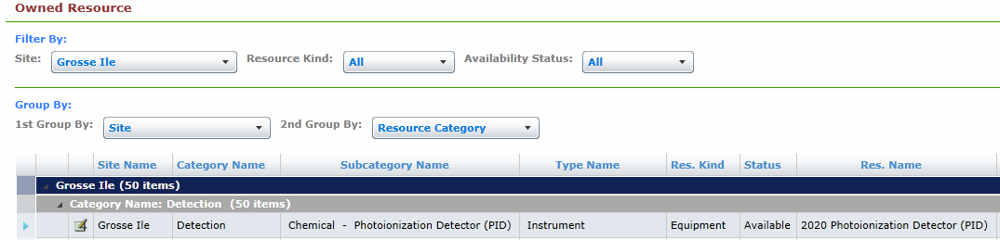 Owned Resource
Filter By:
Site: Grosse Ile Resource Kind: All Availability Status: All
Group By:
1st Group By: Site 2nd Group By: Resource Category
Site Name Category Name Subcategory Name Type Name Res. Kind Status Res. Name
Grosse Ile (50 items)
Category Name: Detection (50 items)
Grosse Ile Detection Chemical - Photoionization Detector (PID) Instrument Equipment Available 2020 Photoionization Detector (PID)